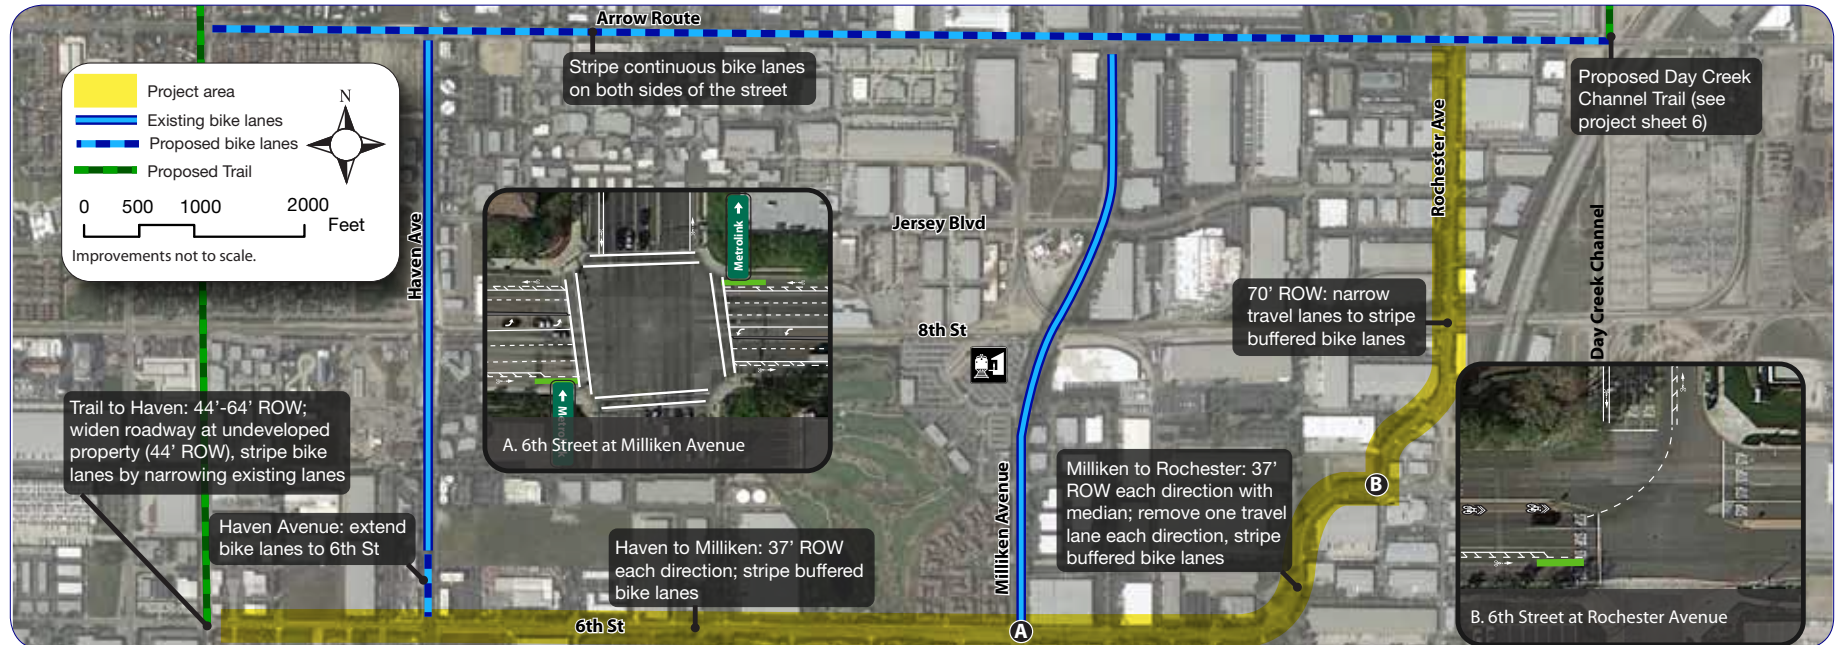 Arrow Route
Stripe continuous bike lanes
on both sides of the street
Project area
Existing bike lanes
Proposed bike lanes
Proposed Trail
N
0 500 1000 2000
Feet
Improvements not to scale.
Proposed Day Creek
Channel Trail (see
project sheet 6)
Haven Ave
Rochester Ave
Metrolink
Jersey Blvd
Day Creek Channel
70’ ROW: narrow
travel lanes to stripe
buffered bike lanes
8th St
Trail to Haven: 44’-64’ ROW;
widen roadway at undeveloped
property (44’ ROW), stripe bike
lanes by narrowing existing lanes
A. 6th Street at Milliken Avenue
Milliken Avenue
Milliken to Rochester: 37’
ROW each direction with
median; remove one travel
lane each direction, stripe
buffered bike lanes
B
Haven Avenue: extend
bike lanes to 6th St
Haven to Milliken: 37’ ROW
each direction; stripe buffered
bike lanes
6th St
A
B. 6th Street at Rochester Avenue